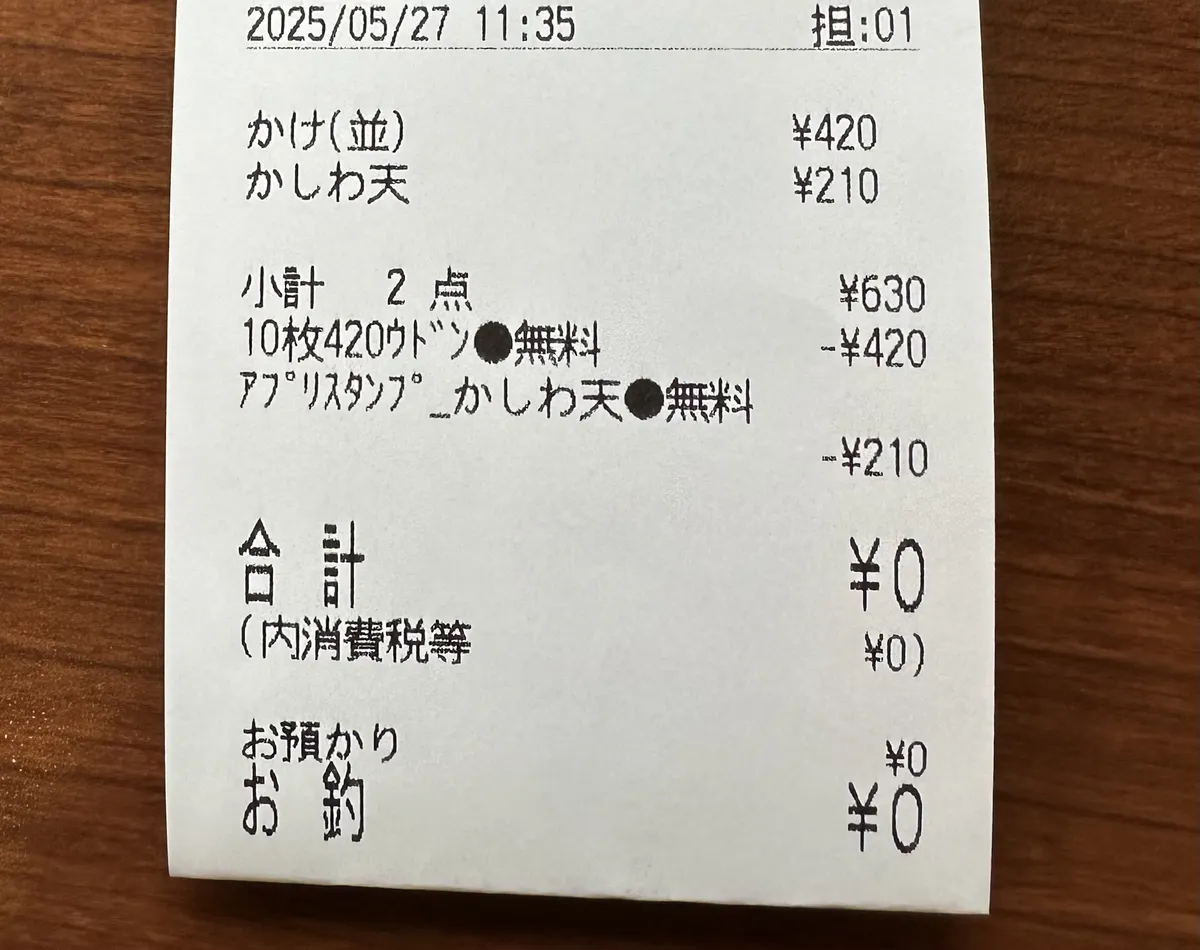 2025/05/27 11:35 担:01
かけ(並) ¥420
かしわ天 ¥210
小計 2 点 ¥630
10枚420ｳﾄﾞﾝ●無料 -¥420
ｱﾌﾟﾘｽﾀﾝﾌﾟ_かしわ天●無料
-¥210
合 計 ¥0
(内消費税等 ¥0)
お預かり ¥0
お 釣 ¥0